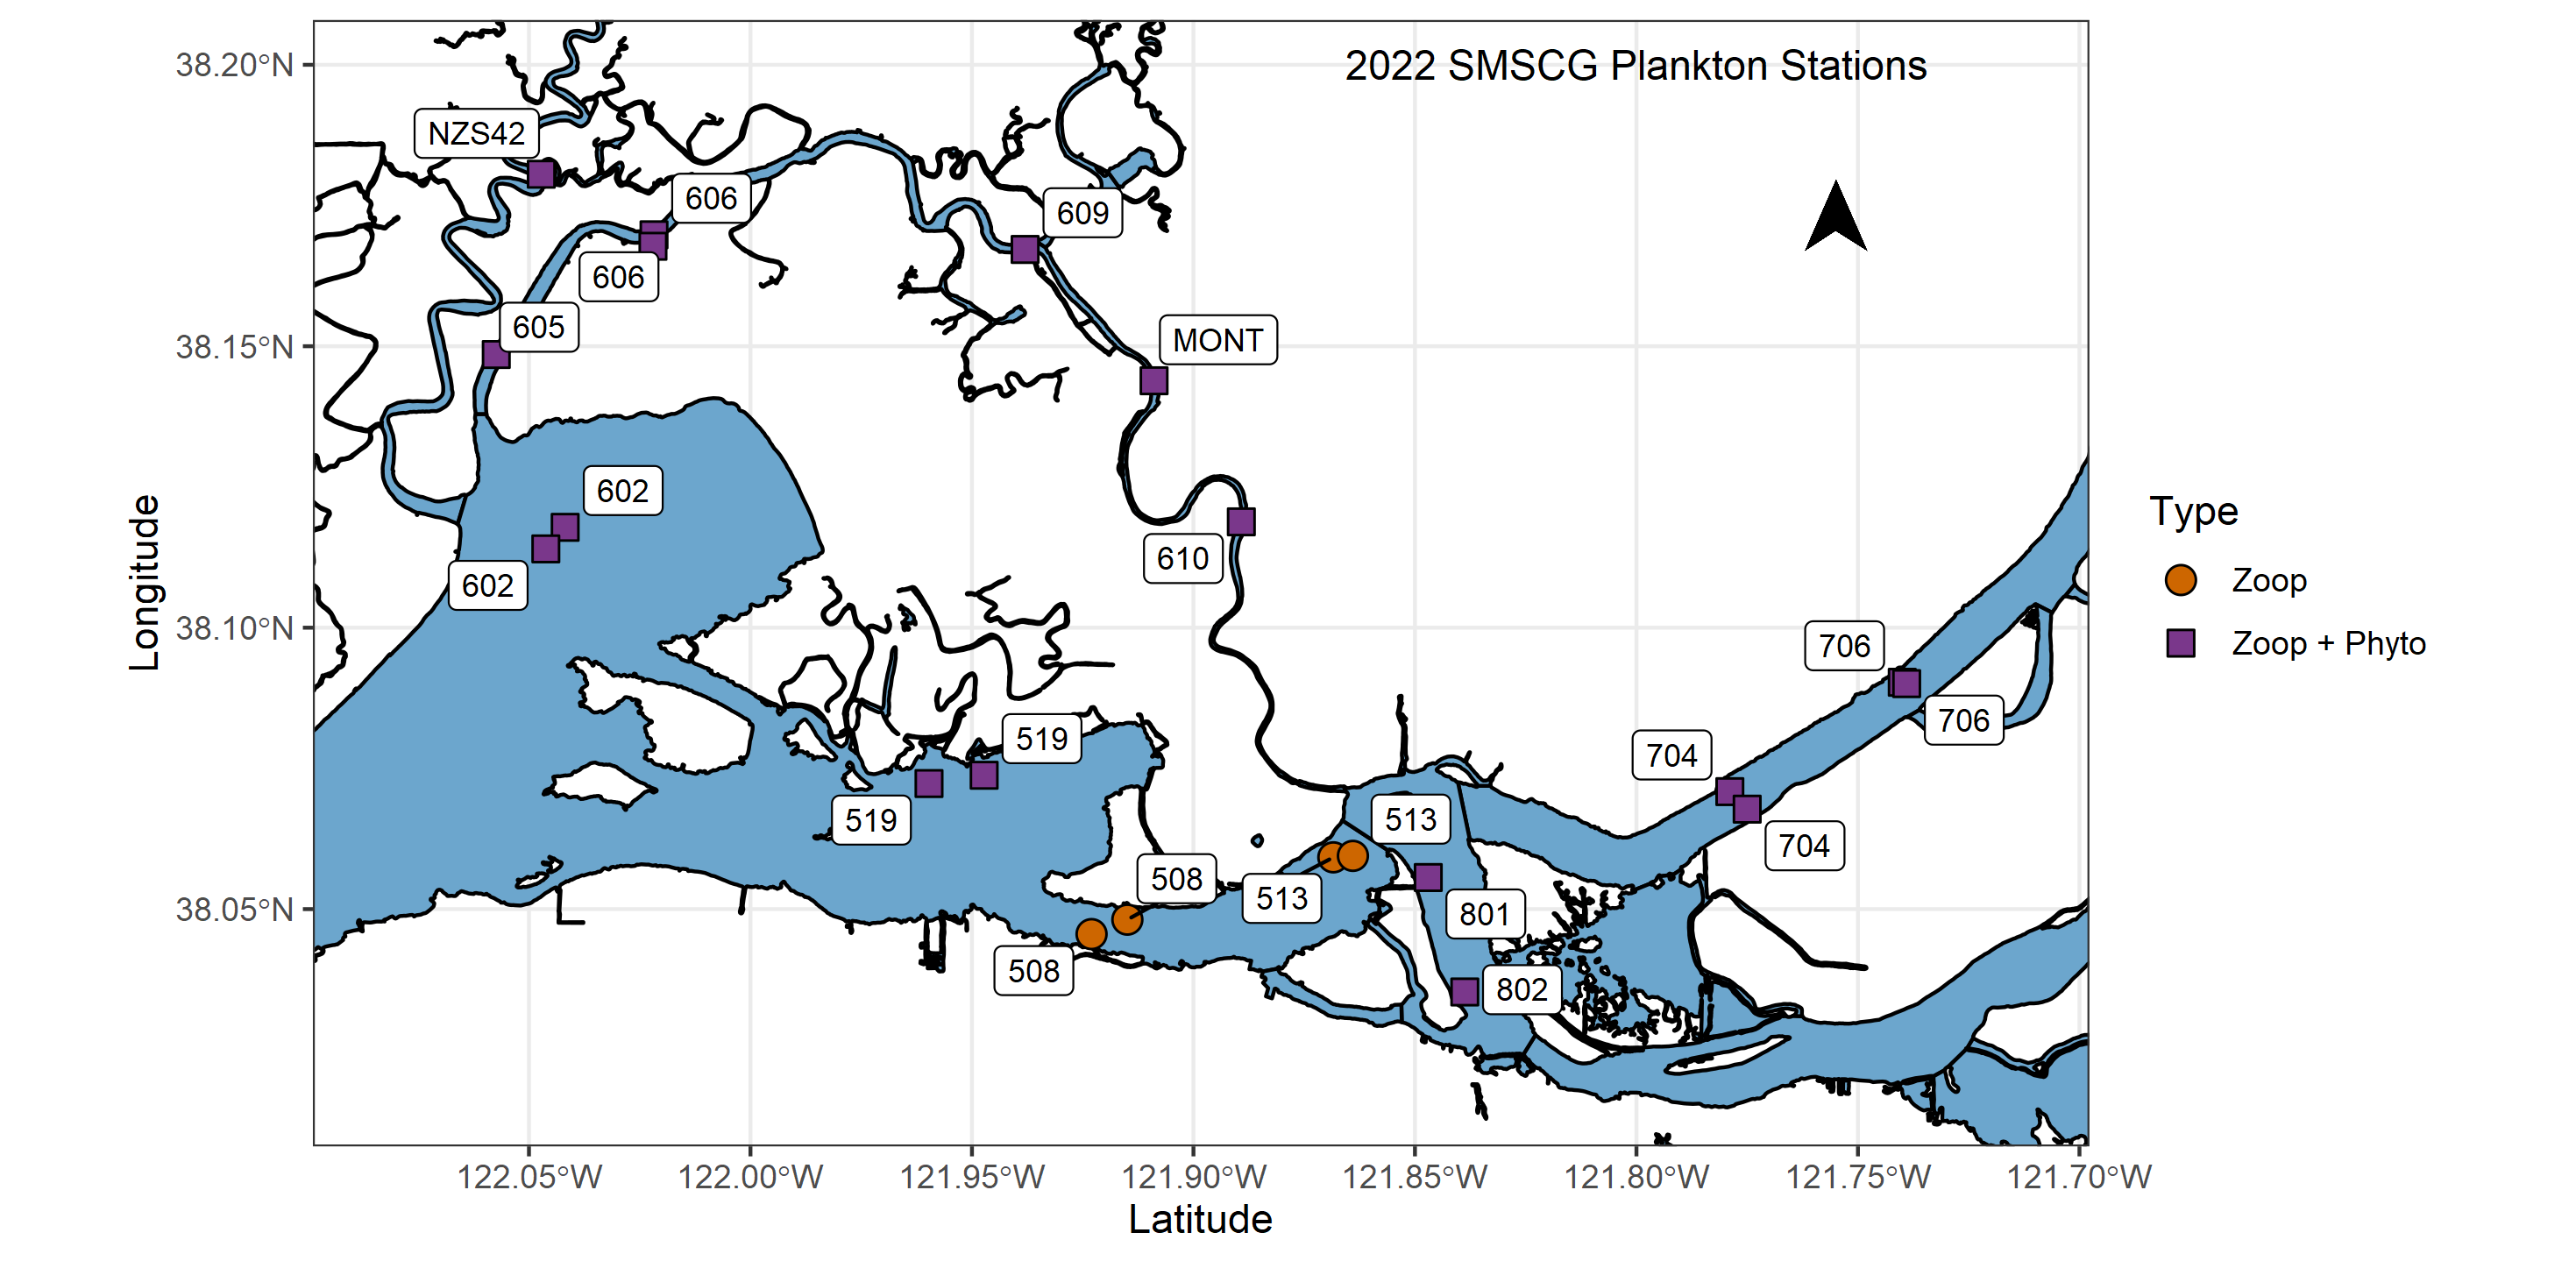 2022 SMSCG Plankton Stations
38.20°N
38.15°N
38.10°N
38.05°N
Longitude
NZS42
606
609
606
605
MONT
602
610
602
706
706
519
704
519
513
704
508
513
801
508
802
122.05°W
122.00°W
121.95°W
121.90°W
121.85°W
121.80°W
121.75°W
121.70°W
Latitude
Type
Zoop
Zoop + Phyto